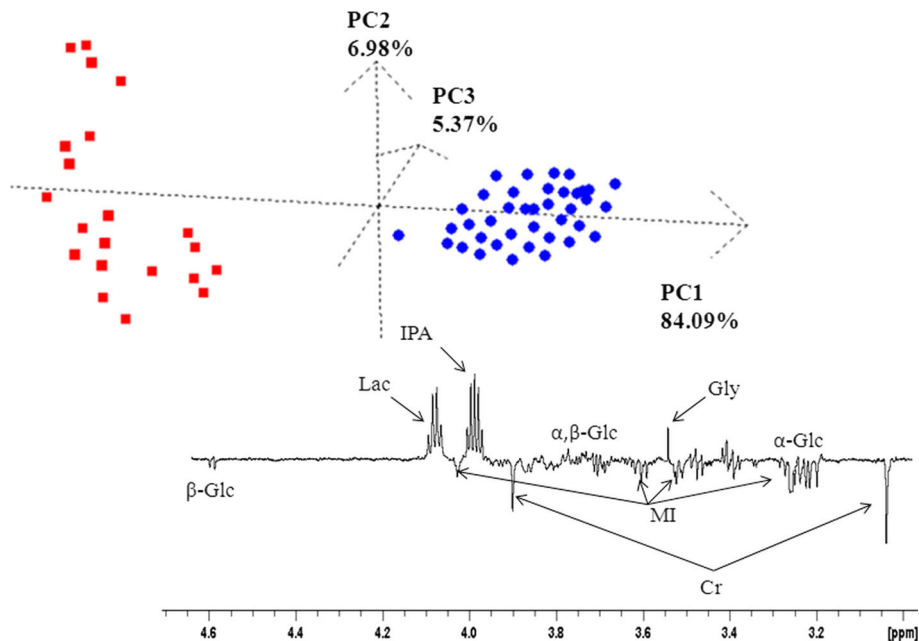 PC2
6.98%
PC3
5.37%
PC1
84.09%
IPA
Lac
Gly
α,β-Glc
α-Glc
β-Glc
MI
Cr
4.6 4.4 4.2 4.0 3.8 3.6 3.4 3.2 [ppm]